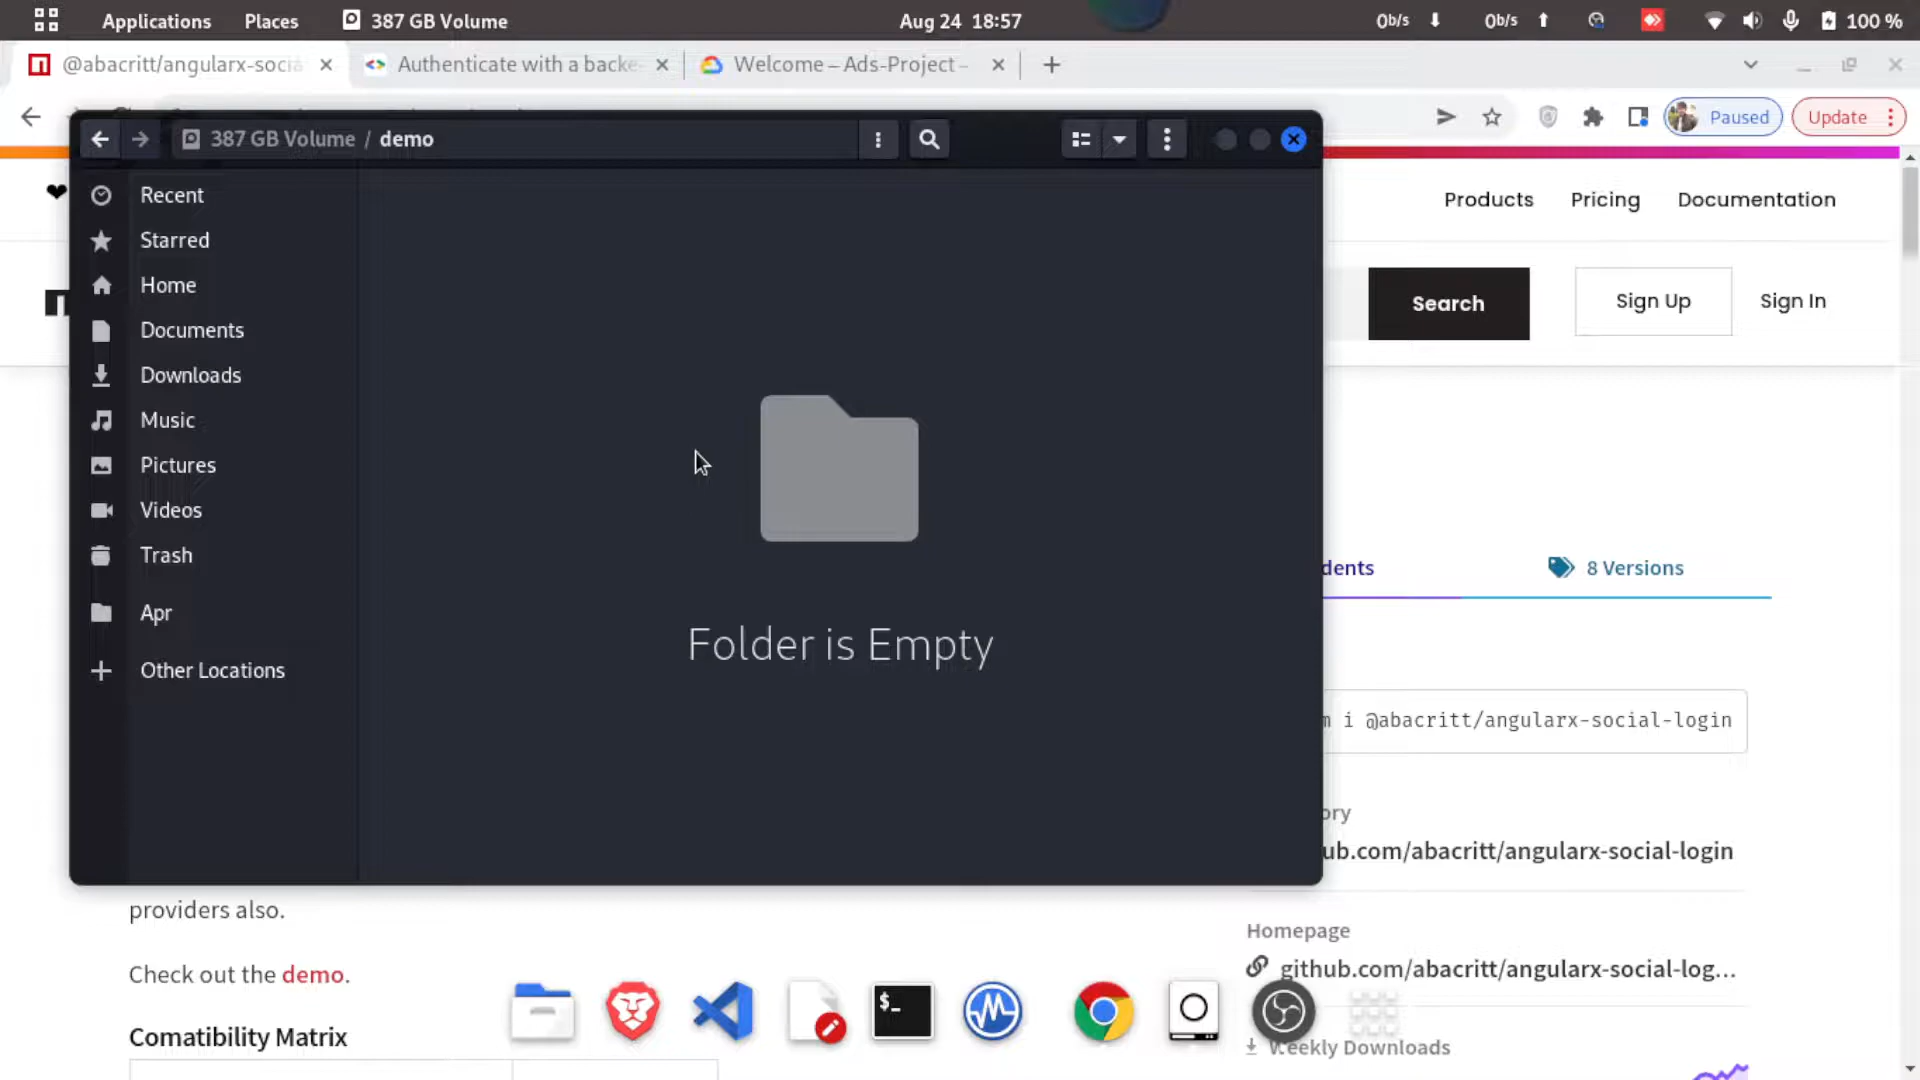 Applications Places 387 GB Volume Aug 24 18:57 0b/s 0b/s 100 %
@abacritt/angularx-socia Authenticate with a backe- Welcome – Ads-Project –
Paused Update
387 GB Volume / demo
Recent
Starred
Home
Documents
Downloads
Music
Pictures
Videos
Trash
Apr
Other Locations
Folder is Empty
Products Pricing Documentation
Search Sign Up Sign In
dents 8 Versions
m i @abacritt/angularx-social-login
ory
ub.com/abacritt/angularx-social-login
providers also.
Homepage
github.com/abacritt/angularx-social-log...
Check out the demo.
$_
Comatibility Matrix
Weekly Downloads